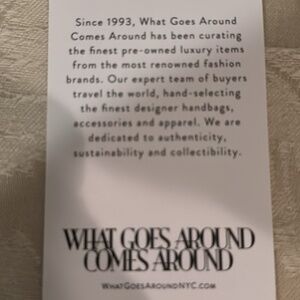 Since 1993, What Goes Around
Comes Around has been curating
the finest pre-owned luxury items
from the most renowned fashion
brands. Our expert team of buyers
travel the world, hand-selecting
the finest designer handbags,
accessories and apparel. We are
dedicated to authenticity,
sustainability and collectibility.
WHAT GOES AROUND
COMES AROUND
WHATGOESAROUNDNYC.COM